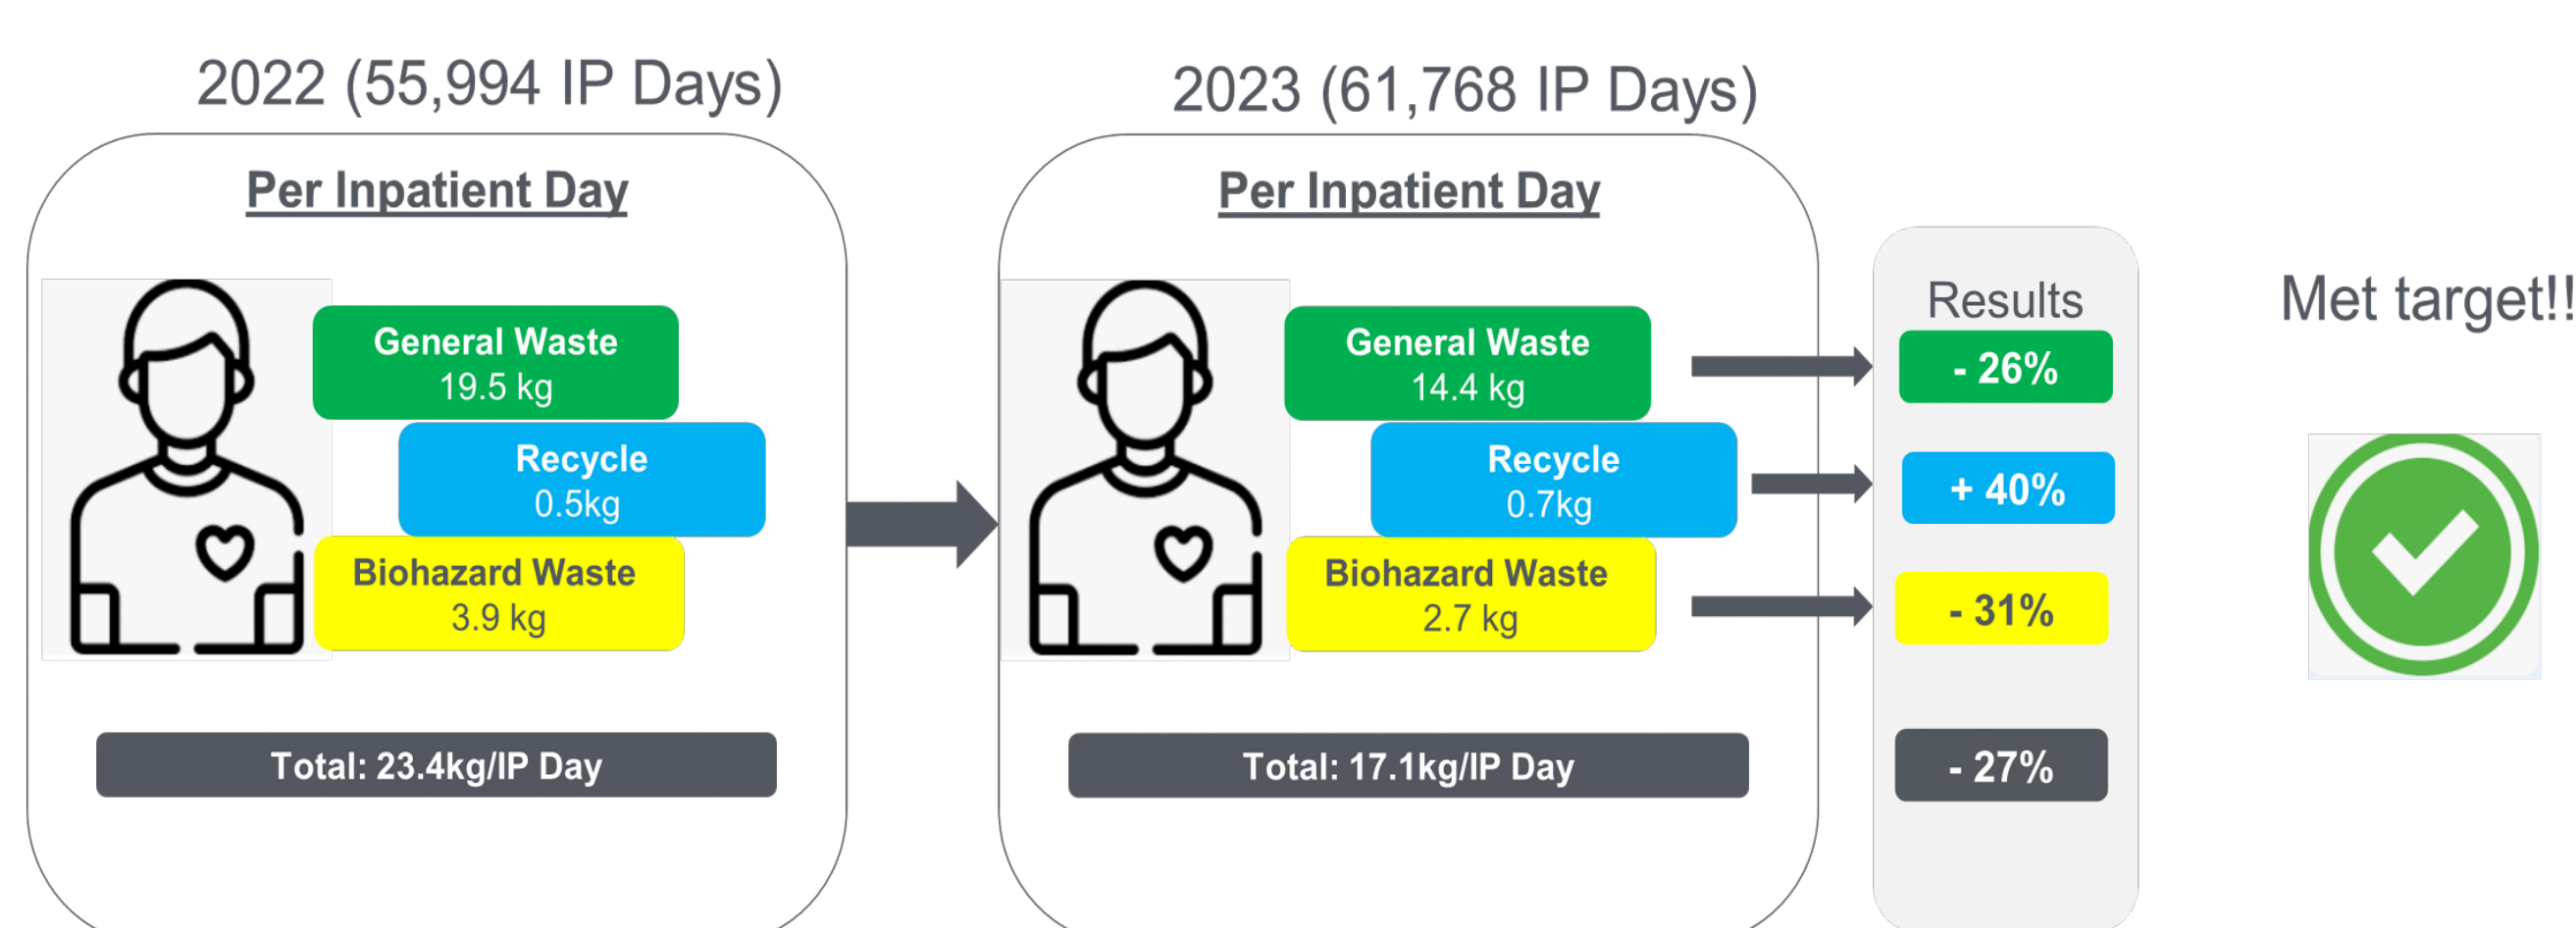 2022 (55,994 IP Days)
Per Inpatient Day
General Waste
19.5 kg
Recycle
0.5kg
Biohazard Waste
3.9 kg
Total: 23.4kg/IP Day
2023 (61,768 IP Days)
Per Inpatient Day
General Waste
14.4 kg
Recycle
0.7kg
Biohazard Waste
2.7 kg
Total: 17.1kg/IP Day
Results
- 26%
+ 40%
- 31%
- 27%
Met target!!